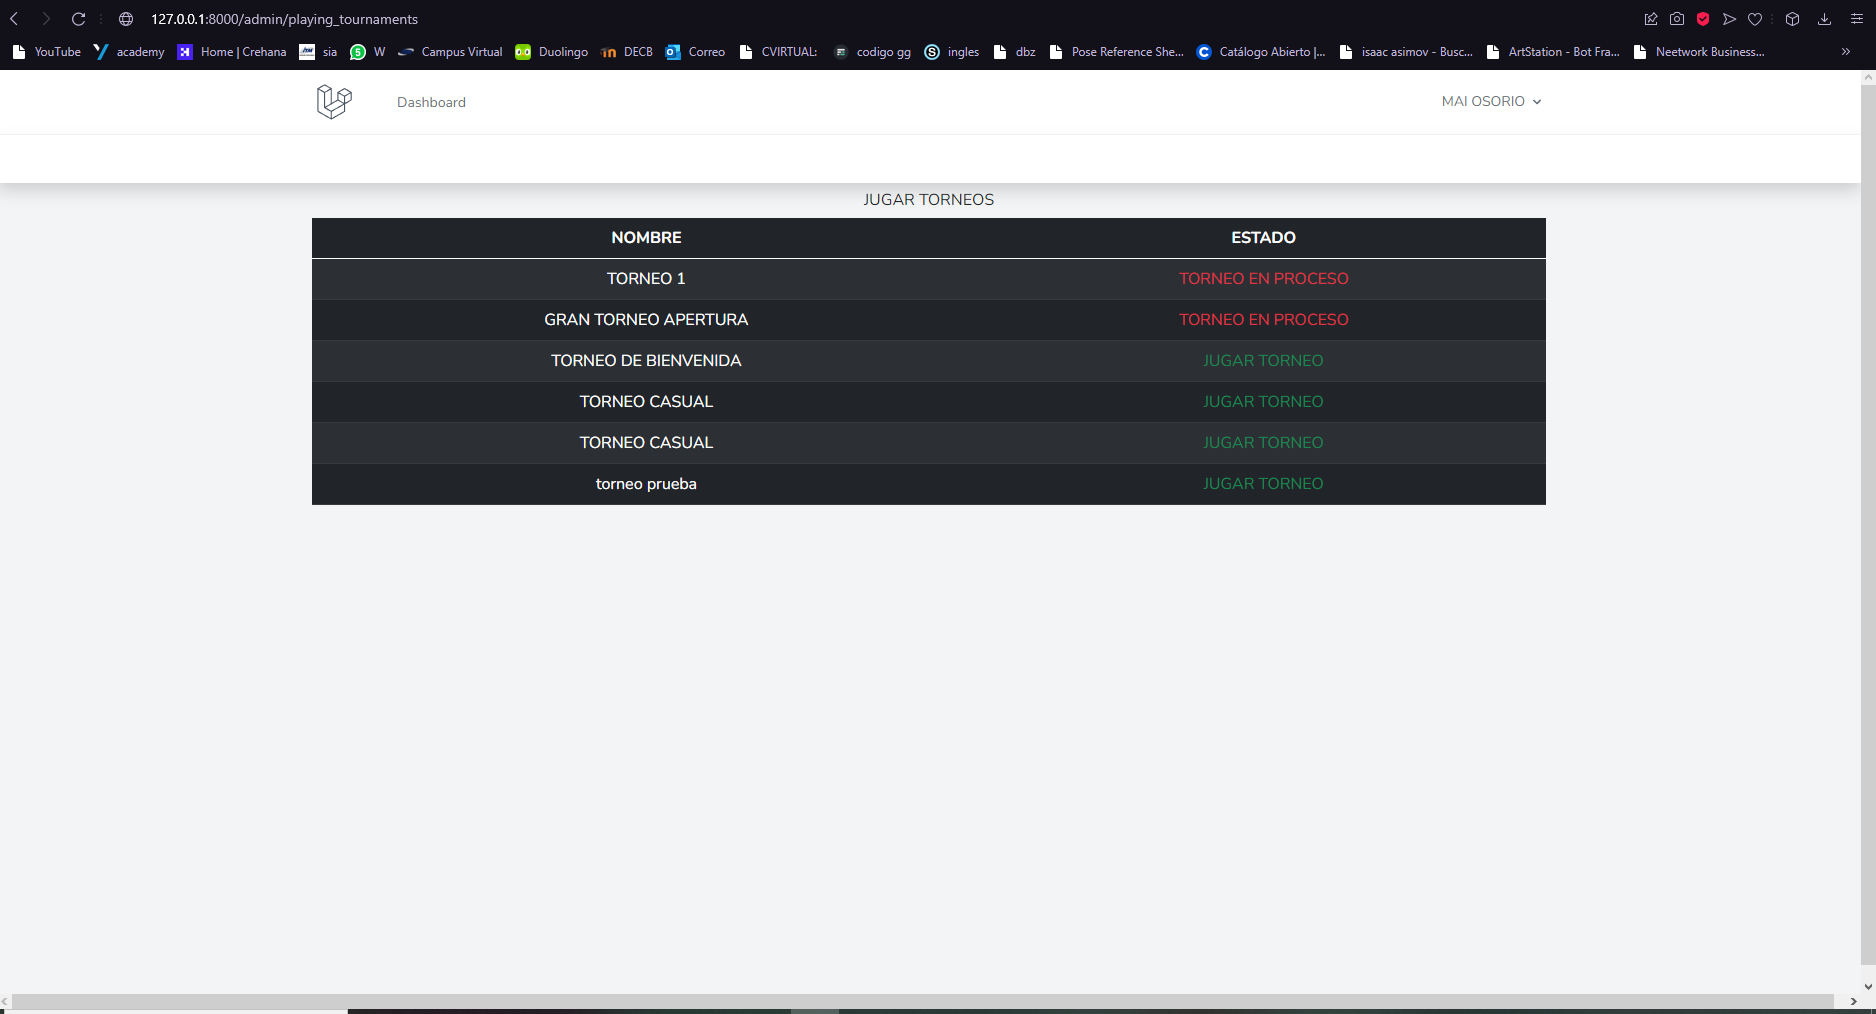 127.0.0.1:8000/admin/playing_tournaments
YouTube academy Home | Crehana sia W Campus Virtual Duolingo DECB Correo CVIRTUAL: codigo gg ingles dbz Pose Reference She... Catálogo Abierto |... isaac asimov - Busc... ArtStation - Bot Fra... Neetwork Business... »
Dashboard MAI OSORIO
JUGAR TORNEOS
NOMBRE ESTADO
TORNEO 1 TORNEO EN PROCESO
GRAN TORNEO APERTURA TORNEO EN PROCESO
TORNEO DE BIENVENIDA JUGAR TORNEO
TORNEO CASUAL JUGAR TORNEO
TORNEO CASUAL JUGAR TORNEO
torneo prueba JUGAR TORNEO